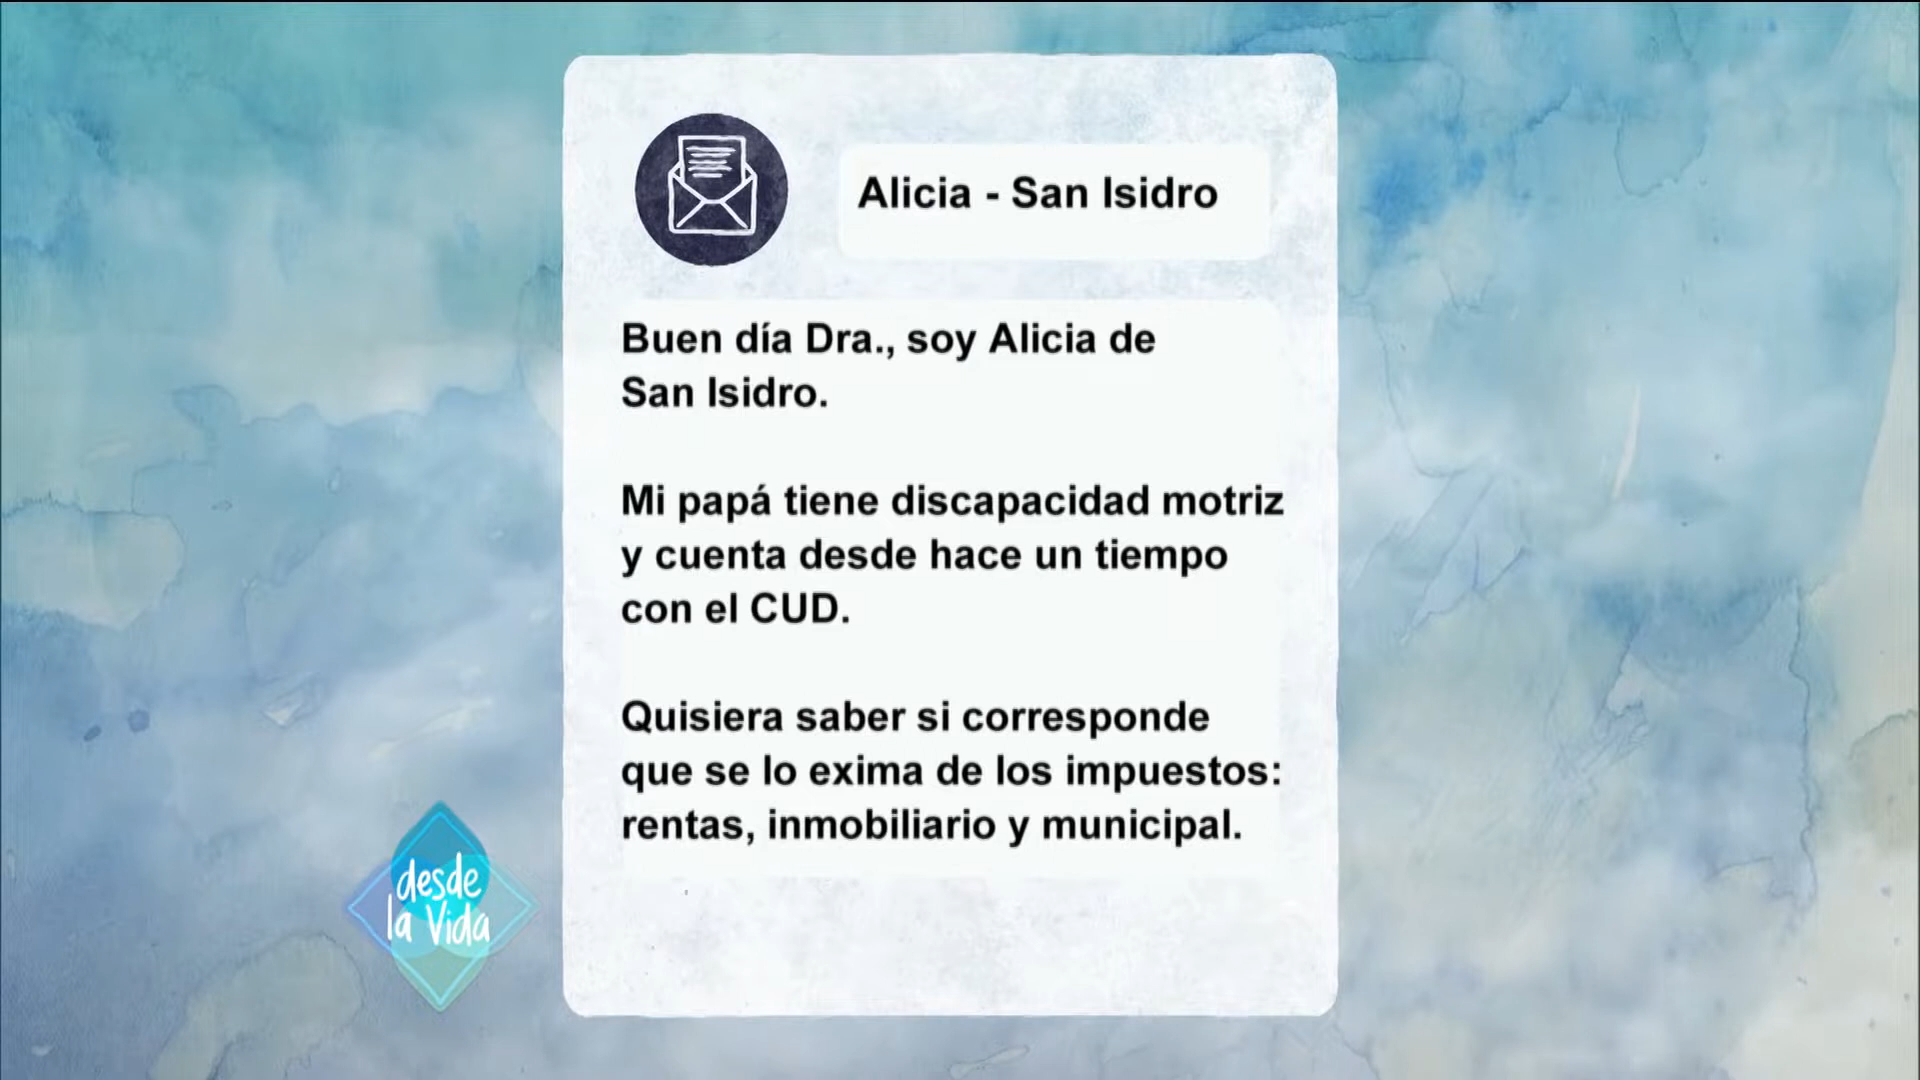 Alicia - San Isidro
Buen día Dra., soy Alicia de
San Isidro.
Mi papá tiene discapacidad motriz
y cuenta desde hace un tiempo
con el CUD.
Quisiera saber si corresponde
que se lo exima de los impuestos:
rentas, inmobiliario y municipal.
desde
la Vida